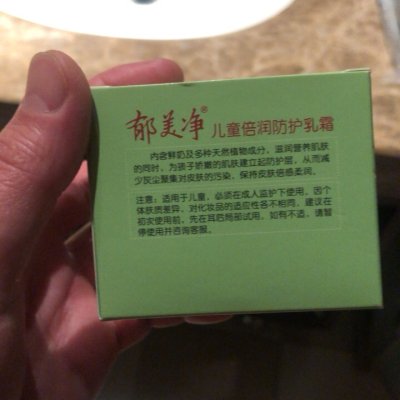 郁美净® 儿童倍润防护乳霜
内含鲜奶及多种天然植物成分，滋润营养肌肤
的同时，为孩子娇嫩的肌肤建立起防护层，从而减
少灰尘聚集对皮肤的污染，保持皮肤倍感柔润。
注意：适用于儿童，必须在成人监护下使用。因个
体肤质差异，对化妆品的适应性各不相同，建议在
初次使用前，先在耳后局部试用，如有不适，请暂
停使用并咨询客服。